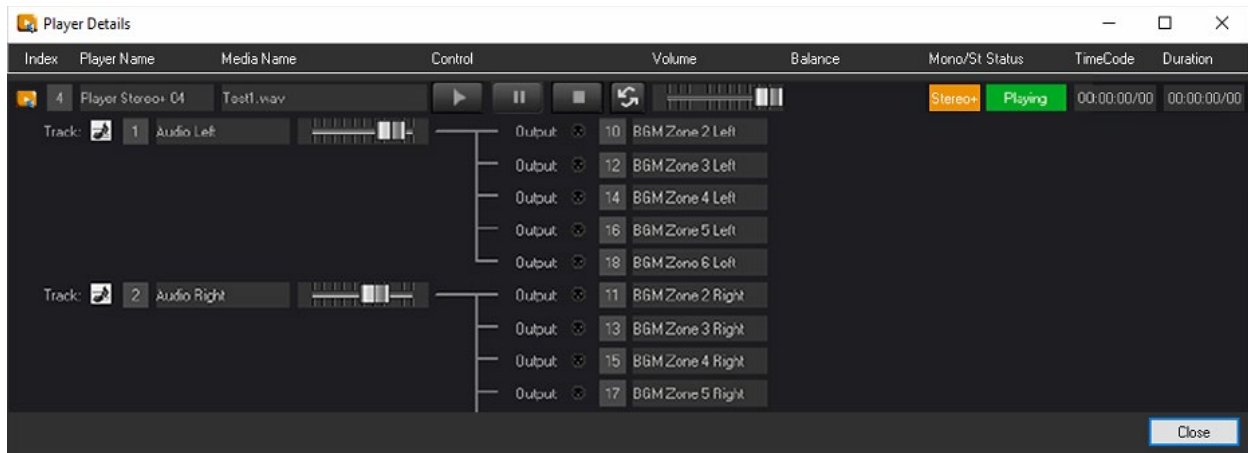 Player Details
Index Player Name Media Name Control Volume Balance Mono/St Status TimeCode Duration
4 Player Stereo+ 04 Test1.wav Stereo+ Playing 00:00:00/00 00:00:00/00
Track: 1 Audio Left Output: 10 BGM Zone 2 Left
Output: 12 BGM Zone 3 Left
Output: 14 BGM Zone 4 Left
Output: 16 BGM Zone 5 Left
Output: 18 BGM Zone 6 Left
Track: 2 Audio Right Output: 11 BGM Zone 2 Right
Output: 13 BGM Zone 3 Right
Output: 15 BGM Zone 4 Right
Output: 17 BGM Zone 5 Right
Close